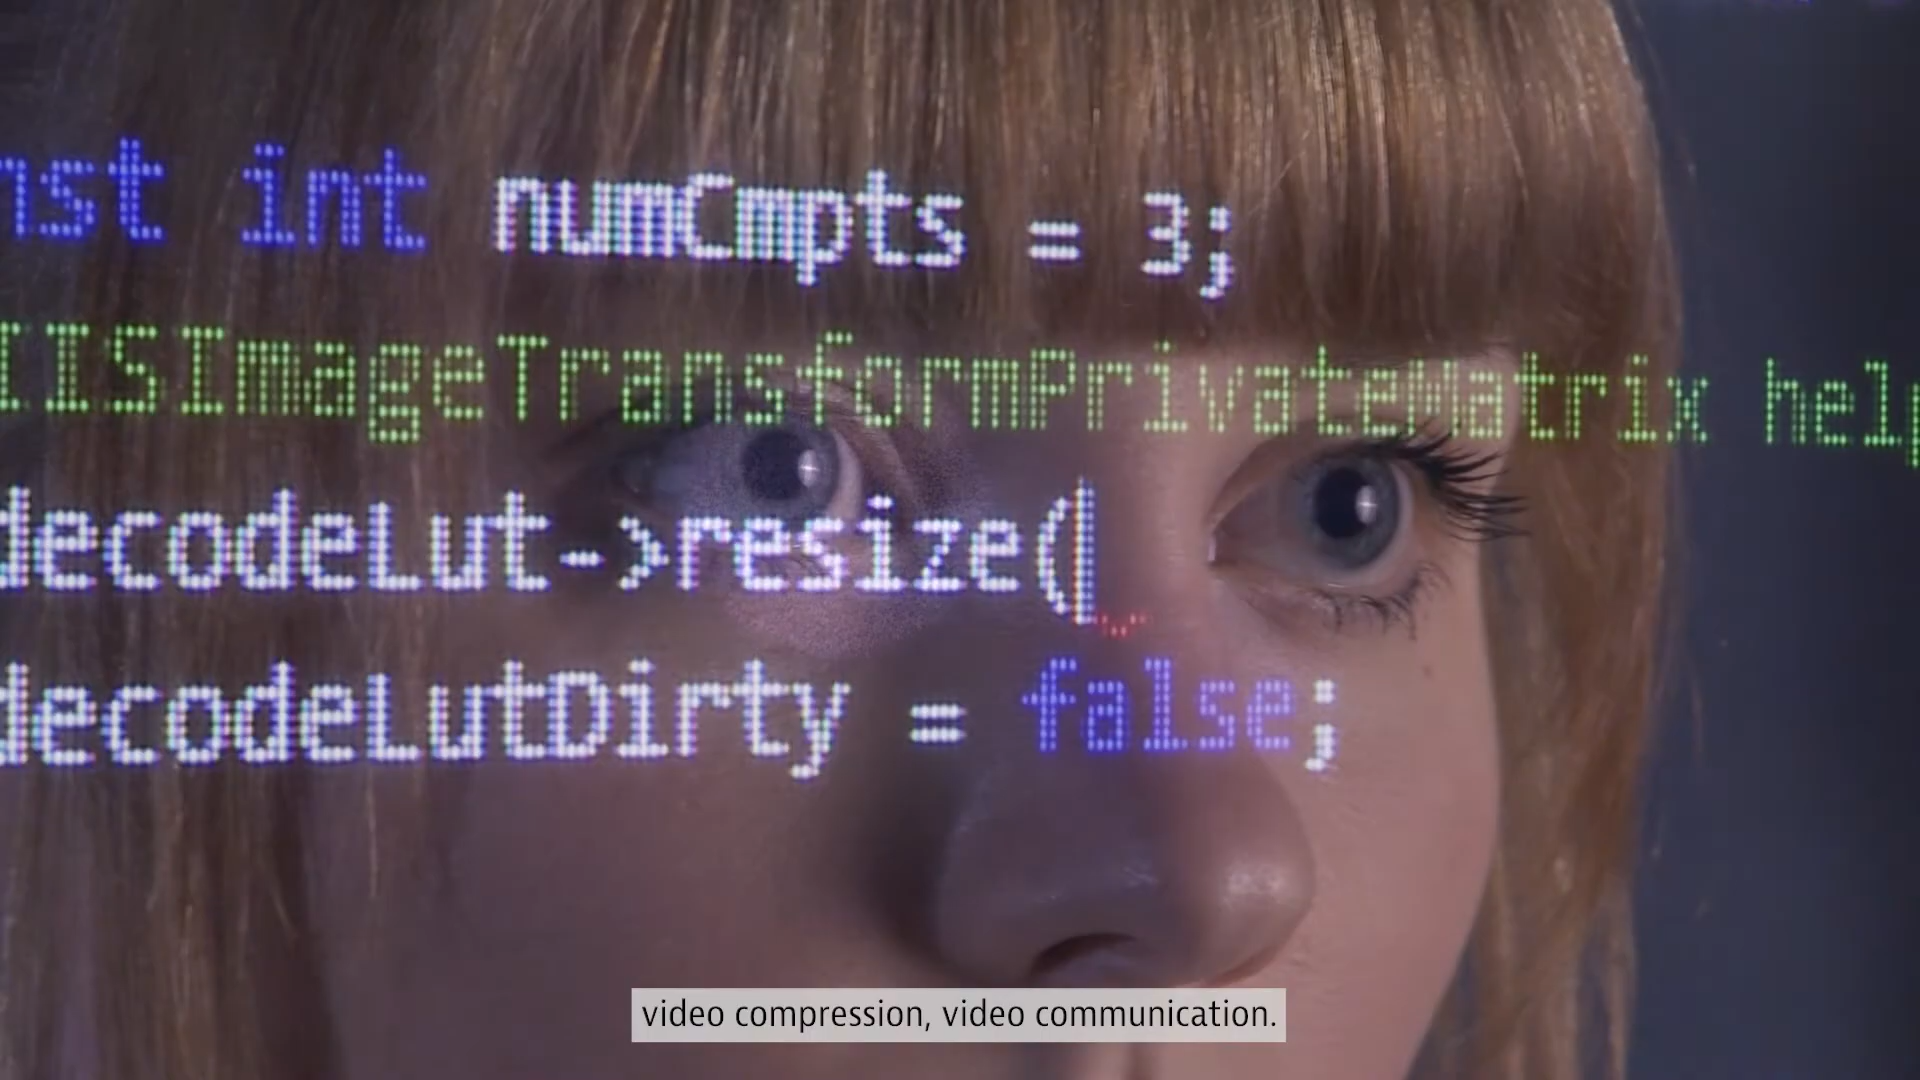 nst int numCmpts = 3;
IISImageTransformPrivateMatrix help
decodeLut->resize(
decodeLutDirty = false;
video compression, video communication.